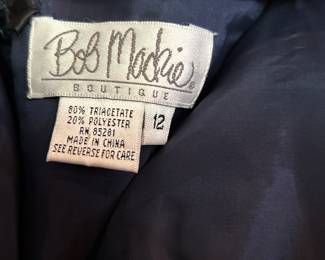 Bob Mackie®
BOUTIQUE
80% TRIACETATE
20% POLYESTER
RN 85281
MADE IN CHINA
SEE REVERSE FOR CARE
12